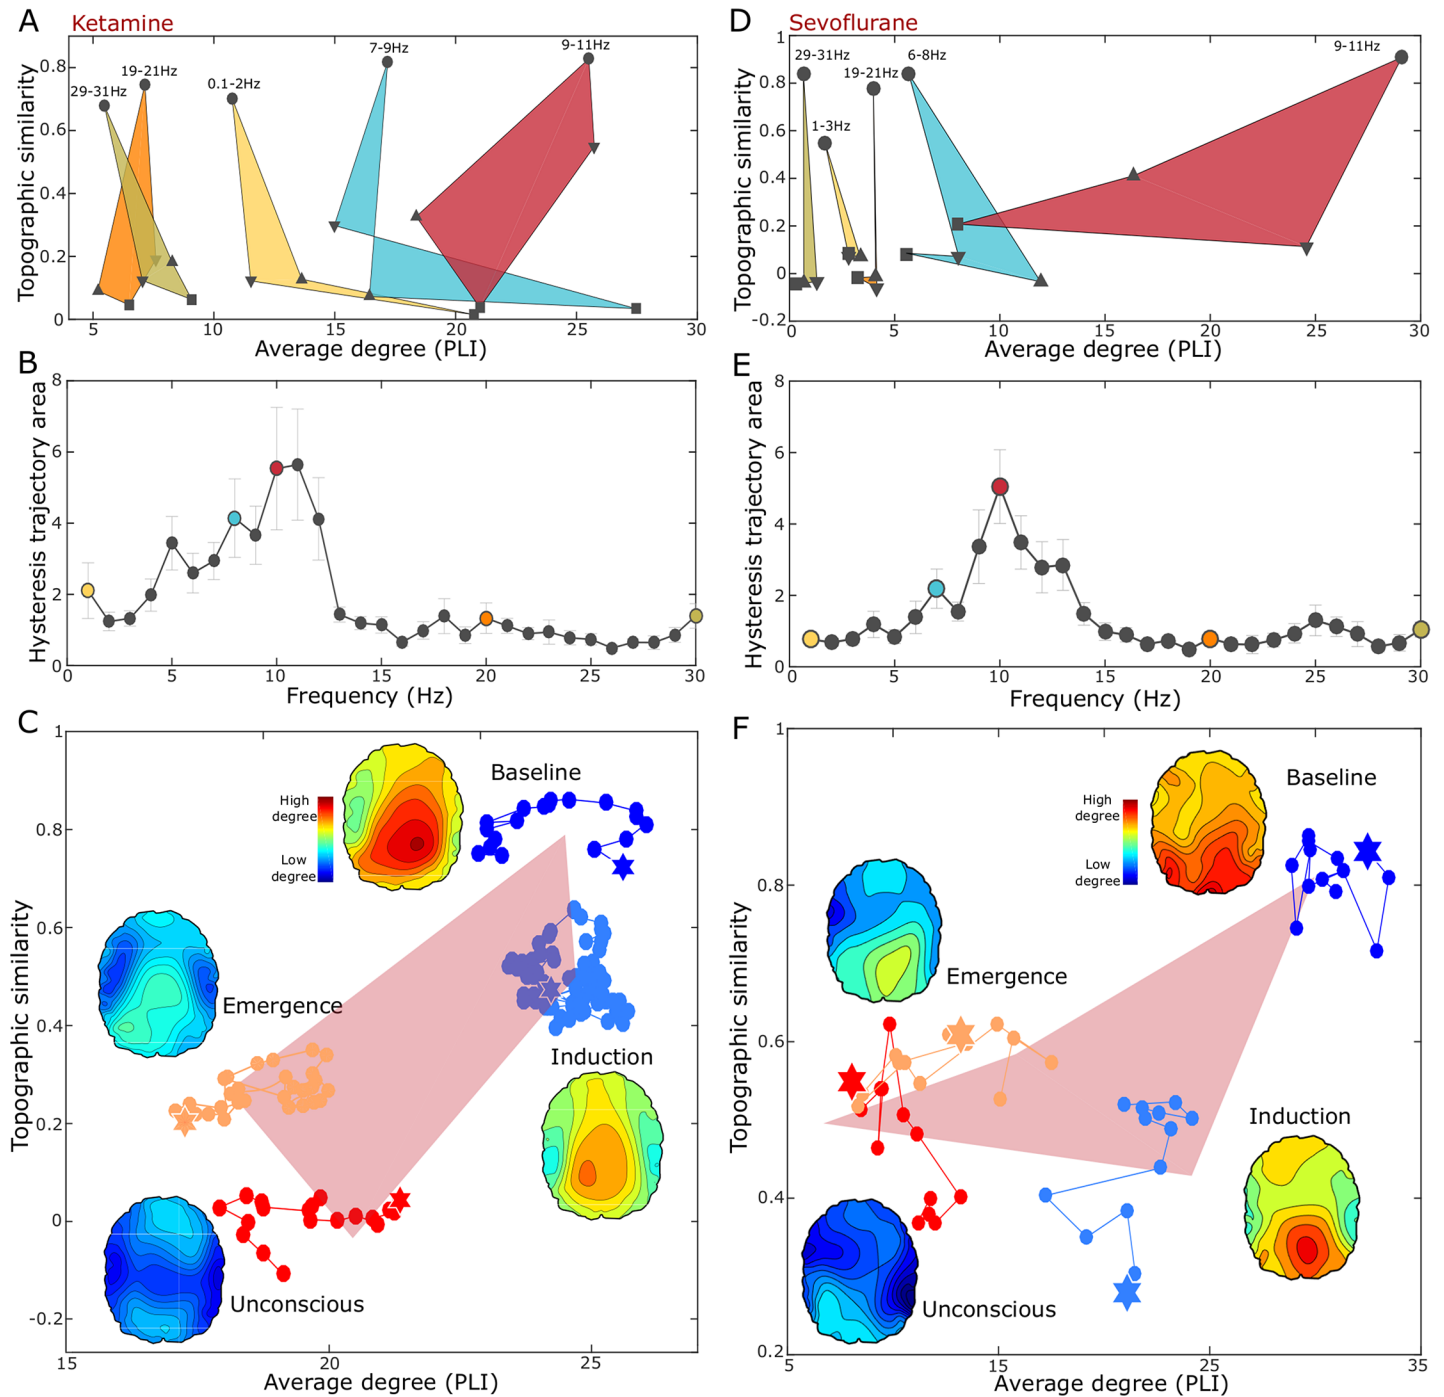 A
Ketamine
Topographic similarity
0.8
0.6
0.4
0.2
0
29-31Hz
19-21Hz
0.1-2Hz
7-9Hz
9-11Hz
5
10
15
20
25
30
Average degree (PLI)
D
Sevoflurane
Topographic similarity
1
0.8
0.6
0.4
0.2
0
-0.2
29-31Hz
6-8Hz
19-21Hz
1-3Hz
9-11Hz
0
5
10
15
20
25
30
Average degree (PLI)
B
Hysteresis trajectory area
8
6
4
2
0
0
5
10
15
20
25
30
Frequency (Hz)
E
Hysteresis trajectory area
8
6
4
2
0
0
5
10
15
20
25
30
Frequency (Hz)
C
Topographic similarity
1
0.8
0.6
0.4
0.2
0
-0.2
High
degree
Low
degree
Baseline
Emergence
Induction
Unconscious
15
20
25
Average degree (PLI)
F
Topographic similarity
1
0.8
0.6
0.4
0.2
High
degree
Low
degree
Baseline
Emergence
Induction
Unconscious
5
15
25
35
Average degree (PLI)